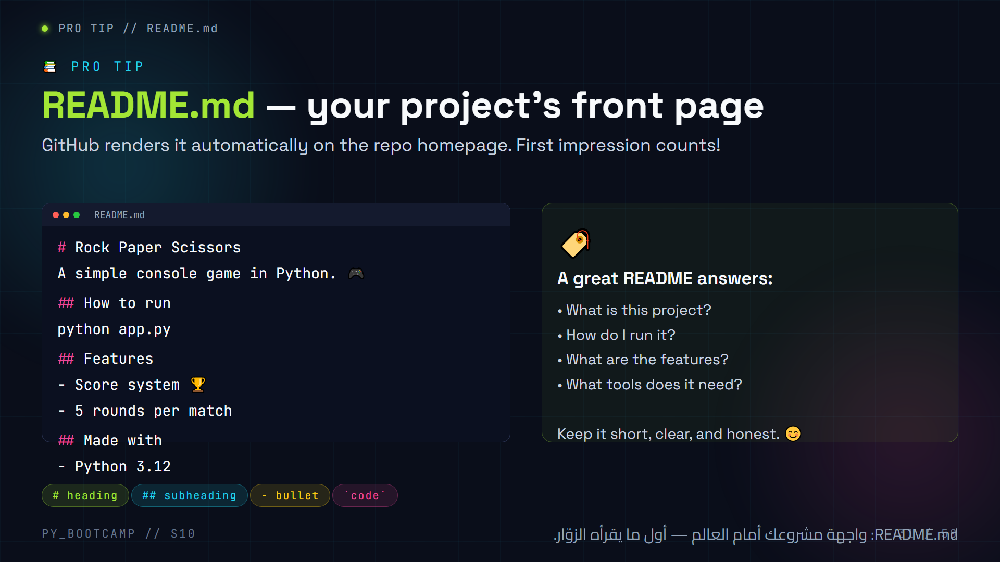 PRO TIP // README.md
📚 PRO TIP
README.md — your project’s front page
GitHub renders it automatically on the repo homepage. First impression counts!
README.md
# Rock Paper Scissors
A simple console game in Python. 🎮
## How to run
python app.py
## Features
- Score system 🏆
- 5 rounds per match
## Made with
- Python 3.12
A great README answers:
• What is this project?
• How do I run it?
• What are the features?
• What tools does it need?
Keep it short, clear, and honest. 😊
# heading
## subheading
- bullet
`code`
PY_BOOTCAMP // S10
README.md: واجهة مشروعك أمام العالم — أول ما يقرأه الزوّار.